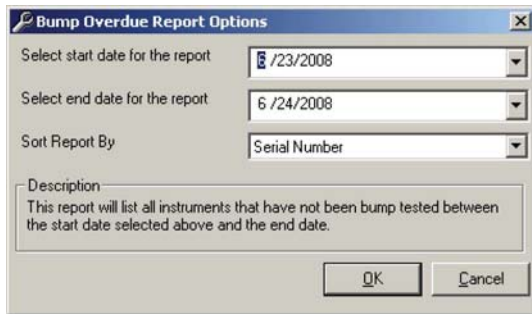 Bump Overdue Report Options
Select start date for the report 6 /23/2008
Select end date for the report 6 /24/2008
Sort Report By Serial Number
Description
This report will list all instruments that have not been bump tested between
the start date selected above and the end date.
OK Cancel